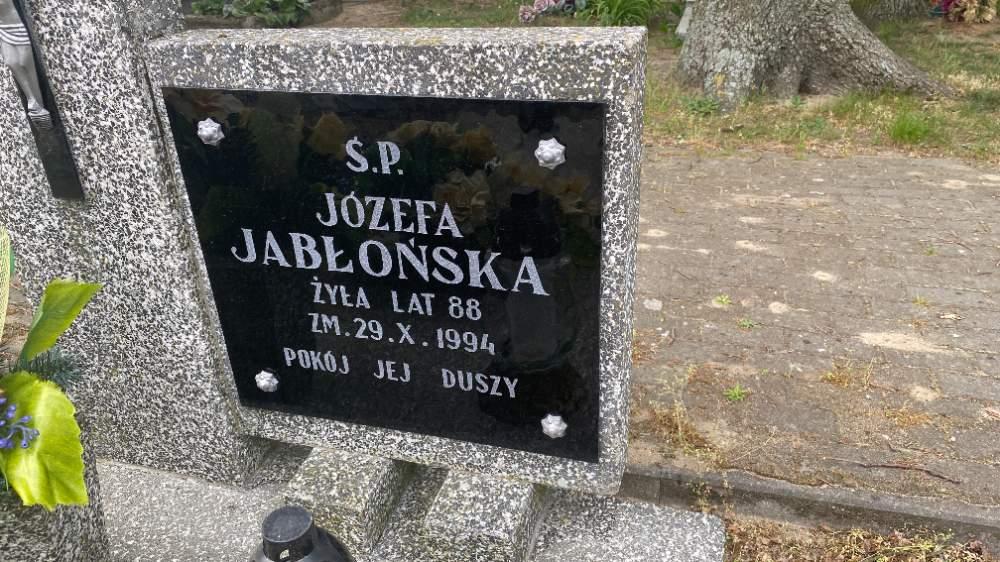 Ś.P.
JÓZEFA
JABŁOŃSKA
ŻYŁA LAT 88
ZM. 29. X. 1994
POKÓJ JEJ DUSZY